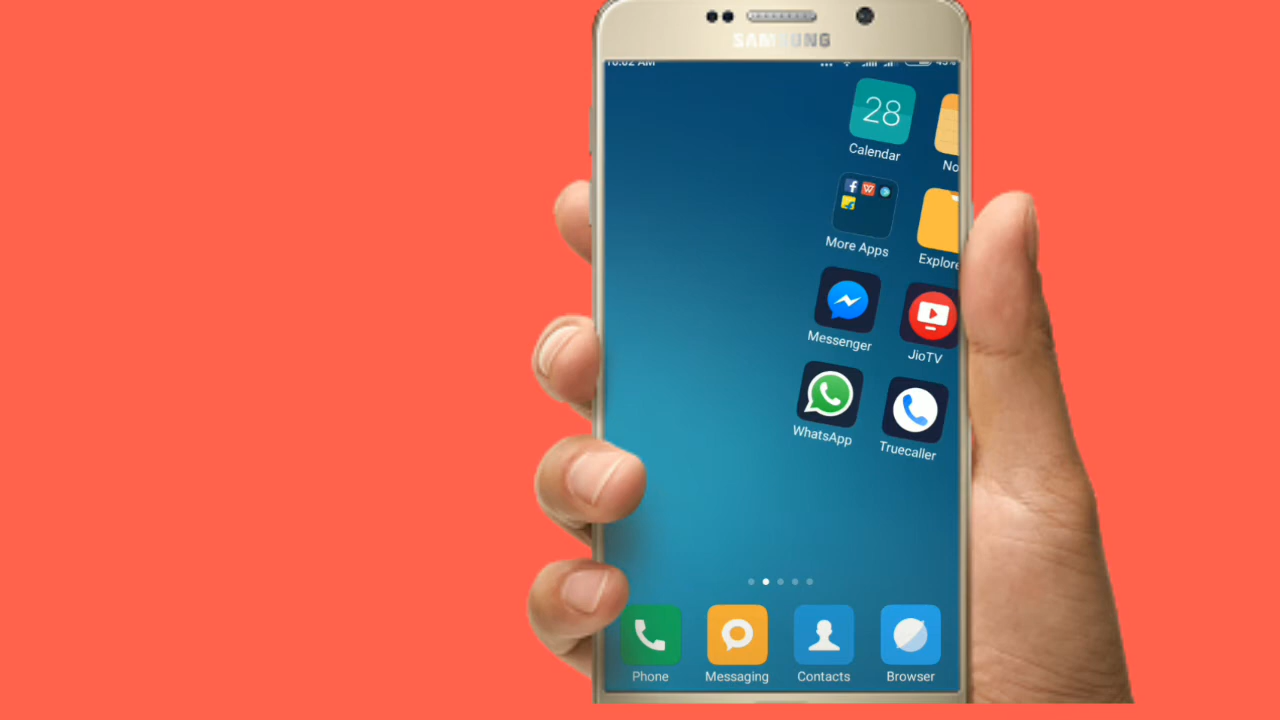 SAMSUNG
10:02 AM
28
Calendar
No
More Apps
Explore
Messenger
JioTV
WhatsApp
Truecaller
Phone
Messaging
Contacts
Browser